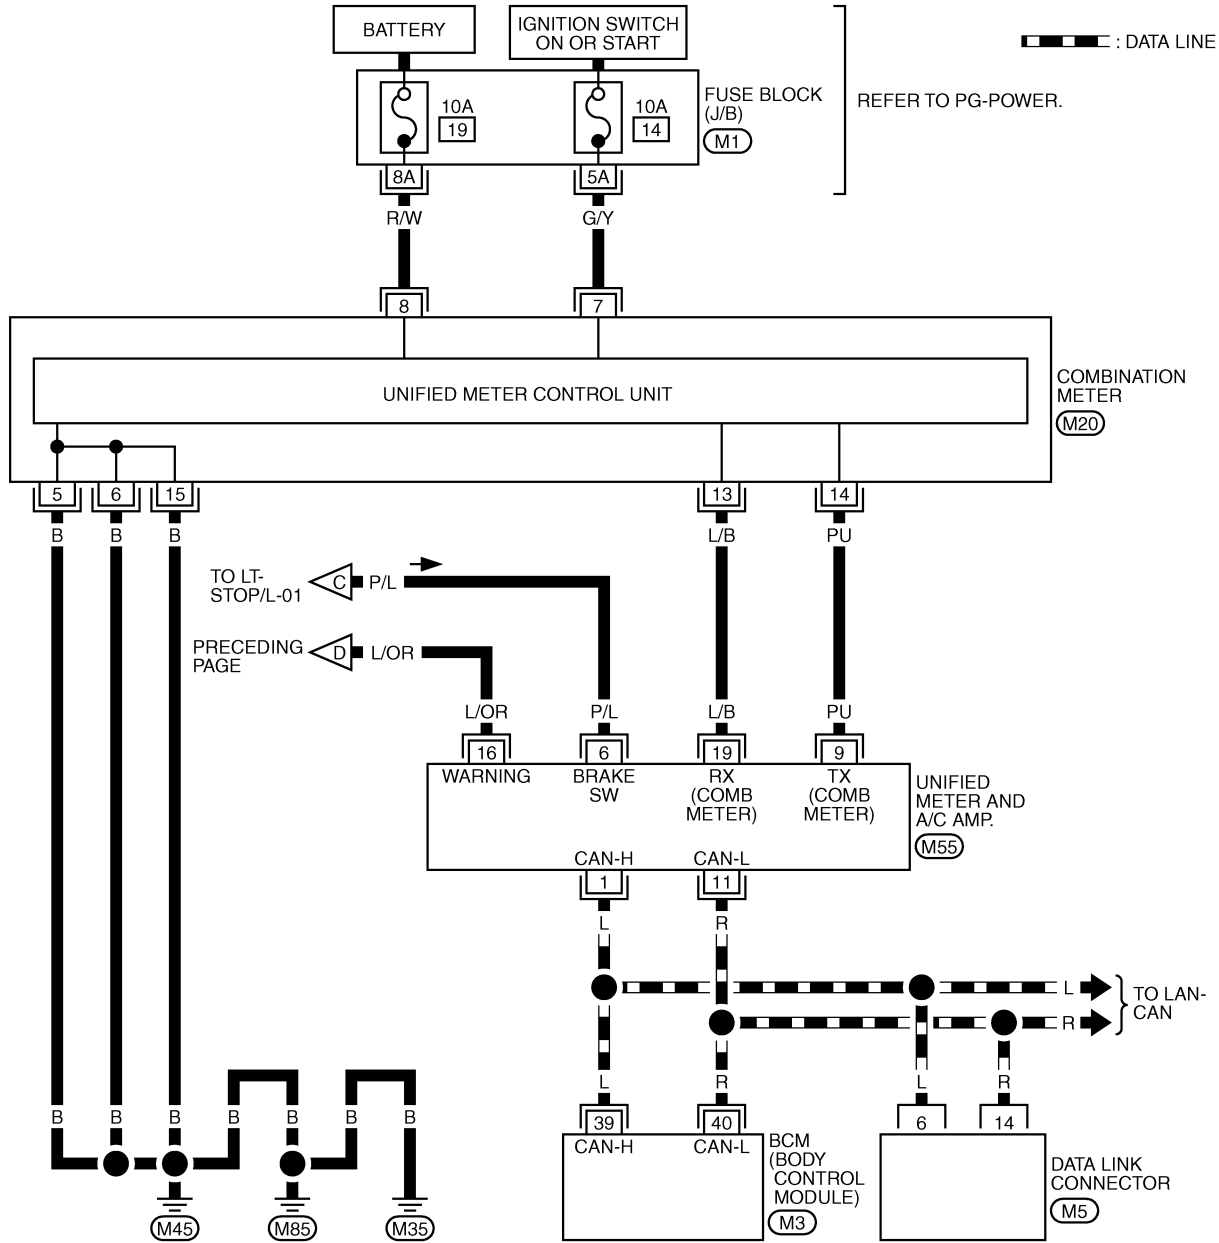 BATTERY
IGNITION SWITCH
ON OR START
: DATA LINE
10A
19
10A
14
FUSE BLOCK
(J/B)
M1
REFER TO PG-POWER.
8A
5A
R/W
G/Y
8
7
UNIFIED METER CONTROL UNIT
COMBINATION
METER
M20
5
6
15
13
14
B
B
B
L/B
PU
TO LT-
STOP/L-01
C
P/L
PRECEDING
PAGE
D
L/OR
L/OR
P/L
L/B
PU
16
6
19
9
WARNING
BRAKE
SW
RX
(COMB
METER)
TX
(COMB
METER)
UNIFIED
METER AND
A/C AMP.
M55
CAN-H
CAN-L
1
11
L
R
L
R
TO LAN-
CAN
L
R
L
R
B
B
B
B
B
B
B
39
40
6
14
CAN-H
CAN-L
BCM
(BODY
CONTROL
MODULE)
M3
DATA LINK
CONNECTOR
M5
M45
M85
M35